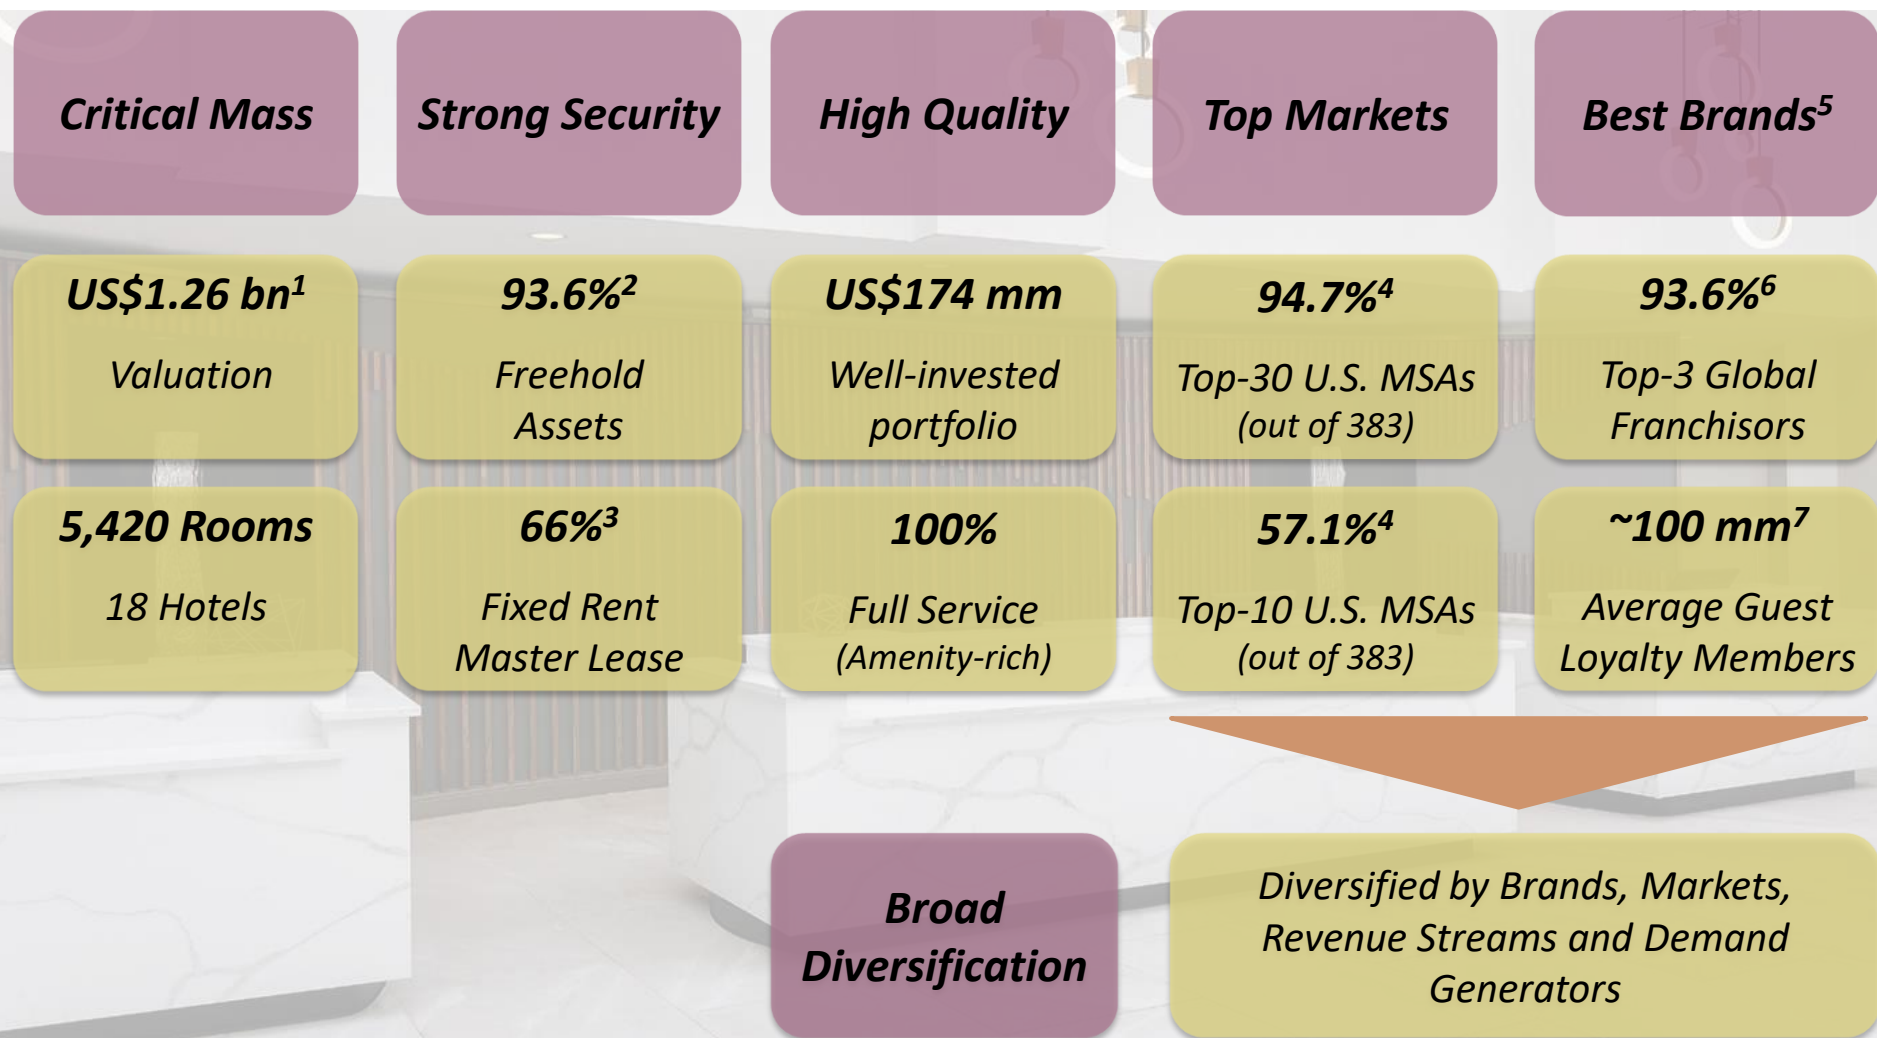 Critical Mass
Strong Security
High Quality
Top Markets
Best Brands⁵
US$1.26 bn¹
Valuation
93.6%²
Freehold
Assets
US$174 mm
Well-invested
portfolio
94.7%⁴
Top-30 U.S. MSAs
(out of 383)
93.6%⁶
Top-3 Global
Franchisors
5,420 Rooms
18 Hotels
66%³
Fixed Rent
Master Lease
100%
Full Service
(Amenity-rich)
57.1%⁴
Top-10 U.S. MSAs
(out of 383)
~100 mm⁷
Average Guest
Loyalty Members
Broad
Diversification
Diversified by Brands, Markets,
Revenue Streams and Demand
Generators